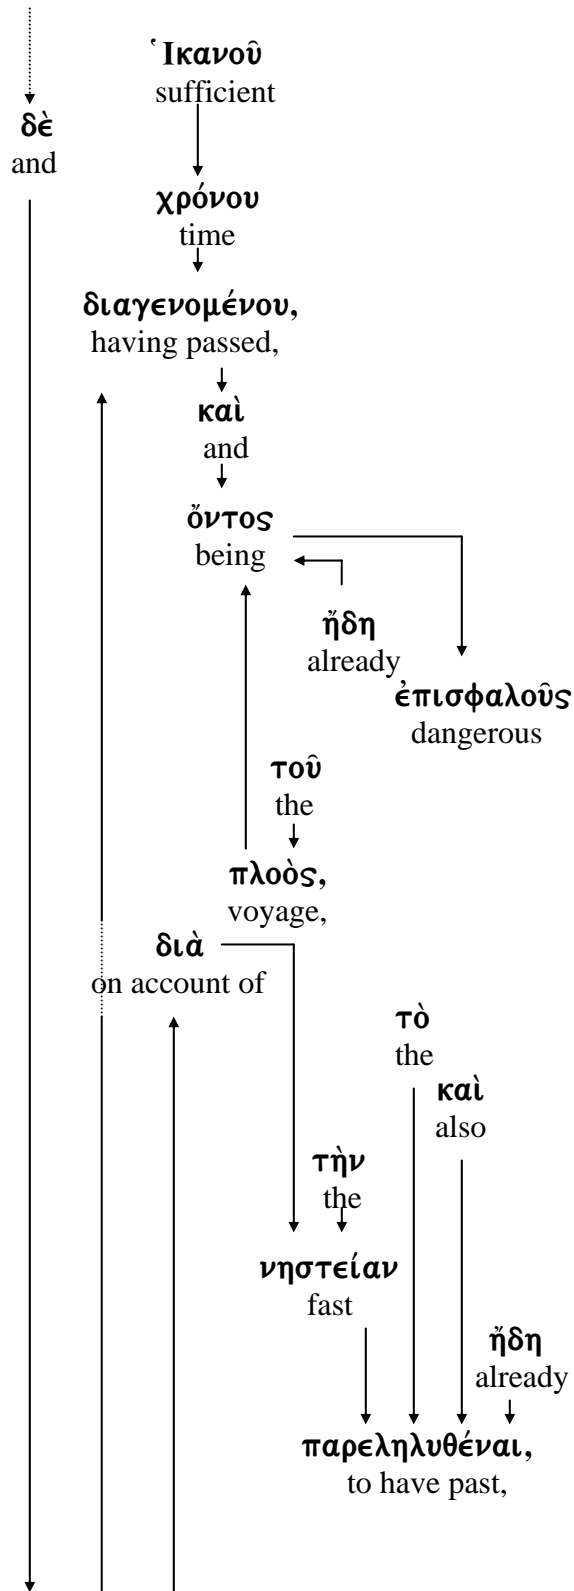 Ἱκανοῦ
sufficient
δὲ
and
χρόνου
time
διαγενομένου,
having passed,
καὶ
and
ὄντος
being
ἤδη
already
ἐπισφαλοῦς
dangerous
τοῦ
the
πλοὸς,
voyage,
διὰ
on account of
τὸ
the
καὶ
also
τὴν
the
νηστείαν
fast
ἤδη
already
παρεληλυθέναι,
to have past,